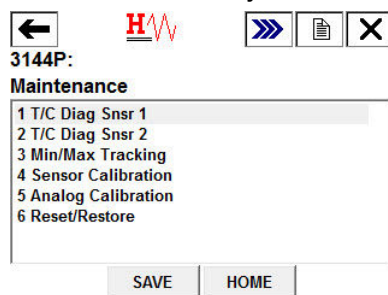 H
3144P:
Maintenance
1 T/C Diag Snsr 1
2 T/C Diag Snsr 2
3 Min/Max Tracking
4 Sensor Calibration
5 Analog Calibration
6 Reset/Restore
SAVE HOME